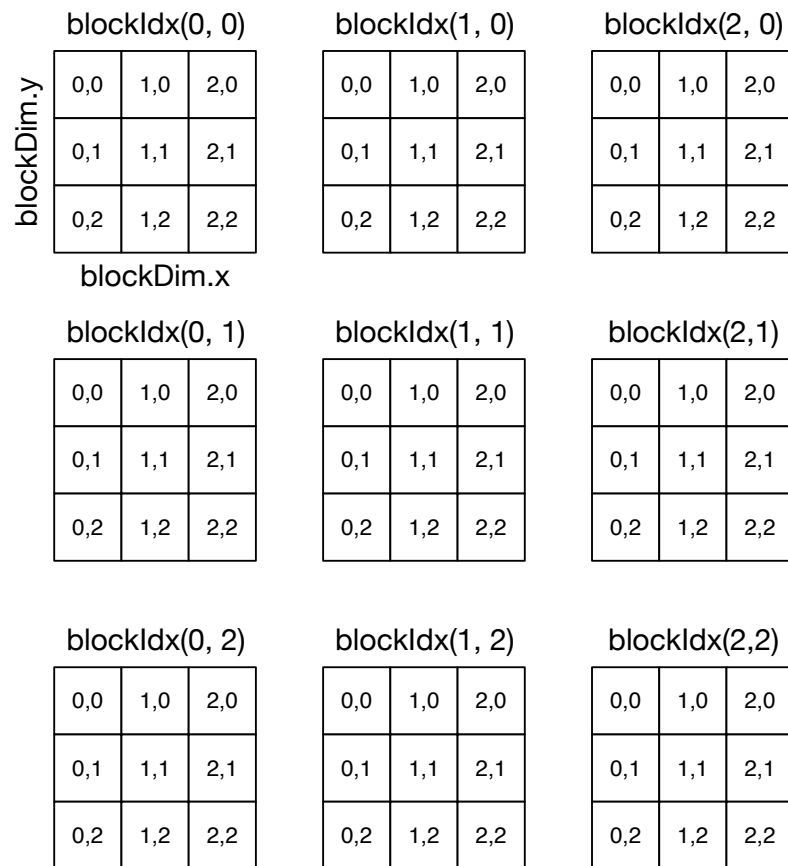 blockIdx(0, 0) blockIdx(1, 0) blockIdx(2, 0)
blockDim.y
0,0 1,0 2,0 0,0 1,0 2,0 0,0 1,0 2,0
0,1 1,1 2,1 0,1 1,1 2,1 0,1 1,1 2,1
0,2 1,2 2,2 0,2 1,2 2,2 0,2 1,2 2,2
blockDim.x
blockIdx(0, 1) blockIdx(1, 1) blockIdx(2,1)
0,0 1,0 2,0 0,0 1,0 2,0 0,0 1,0 2,0
0,1 1,1 2,1 0,1 1,1 2,1 0,1 1,1 2,1
0,2 1,2 2,2 0,2 1,2 2,2 0,2 1,2 2,2
blockIdx(0, 2) blockIdx(1, 2) blockIdx(2,2)
0,0 1,0 2,0 0,0 1,0 2,0 0,0 1,0 2,0
0,1 1,1 2,1 0,1 1,1 2,1 0,1 1,1 2,1
0,2 1,2 2,2 0,2 1,2 2,2 0,2 1,2 2,2